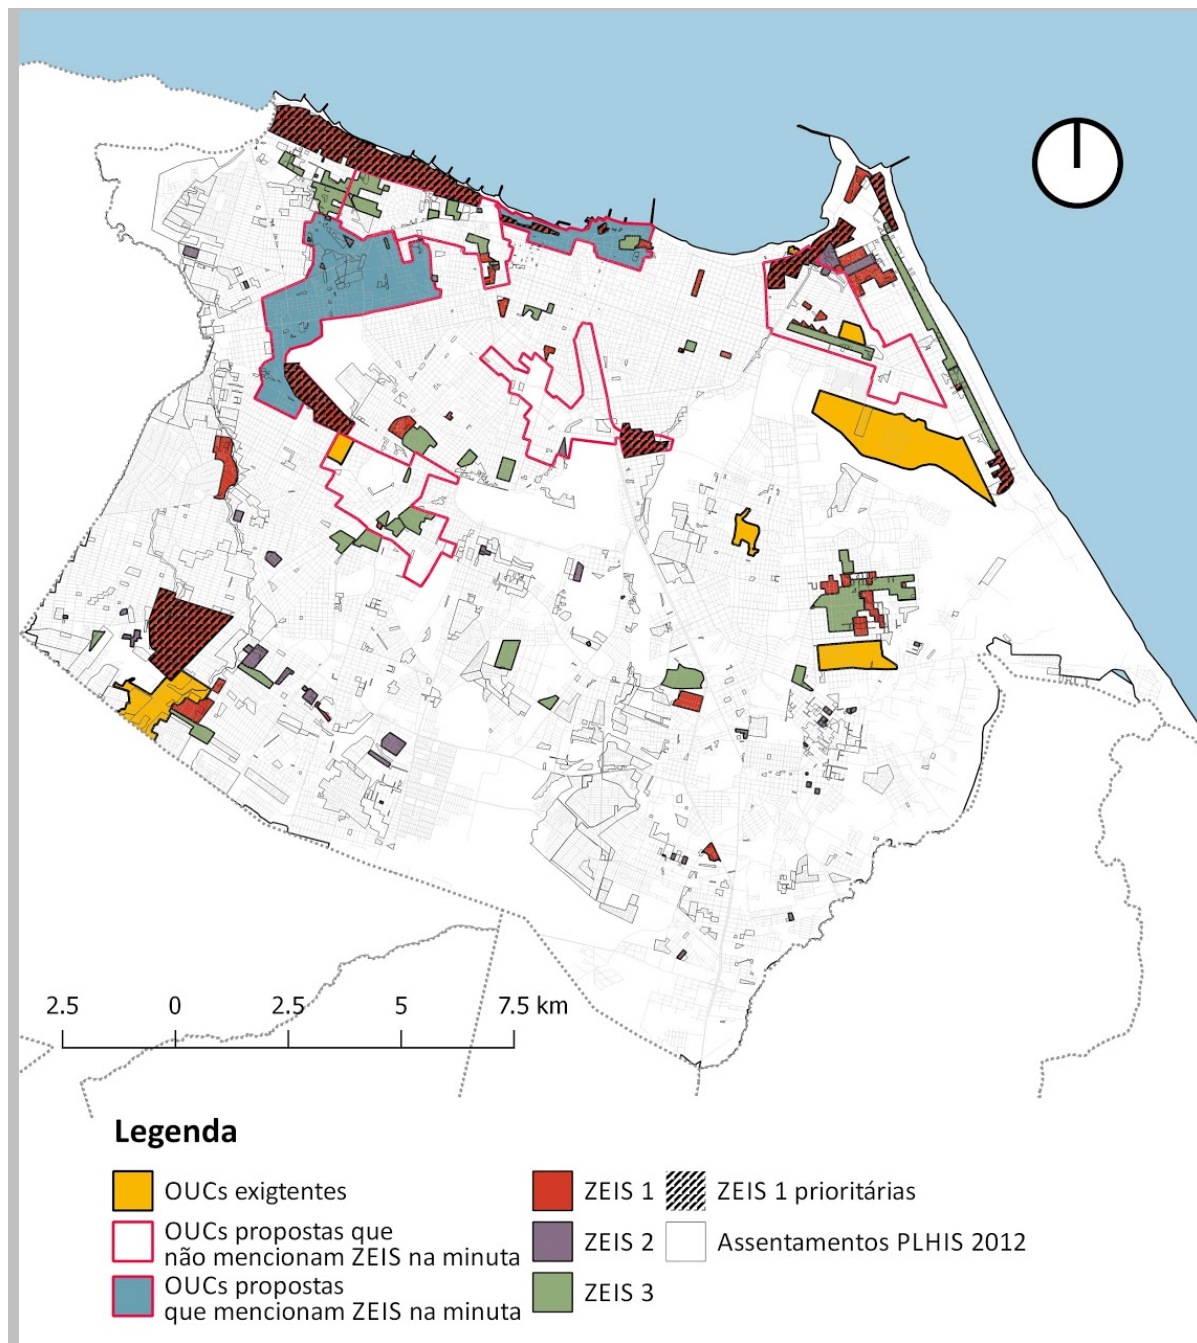 2.5 0 2.5 5 7.5 km
Legenda
OUCs exigtentes
OUCs propostas que
não mencionam ZEIS na minuta
OUCs propostas
que mencionam ZEIS na minuta
ZEIS 1
ZEIS 2
ZEIS 3
ZEIS 1 prioritárias
Assentamentos PLHIS 2012